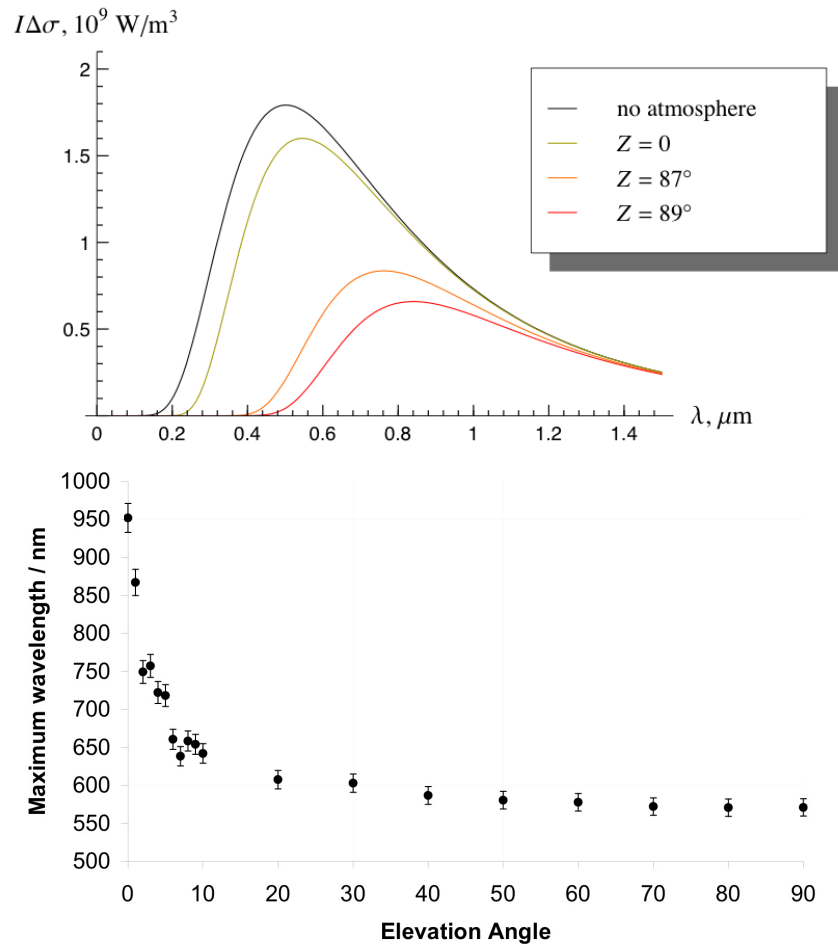 IΔσ, 10⁹ W/m³
2
1.5
1
0.5
0 0.2 0.4 0.6 0.8 1 1.2 1.4
λ, μm
no atmosphere
Z = 0
Z = 87°
Z = 89°
Maximum wavelength / nm
1000
950
900
850
800
750
700
650
600
550
500
0 10 20 30 40 50 60 70 80 90
Elevation Angle